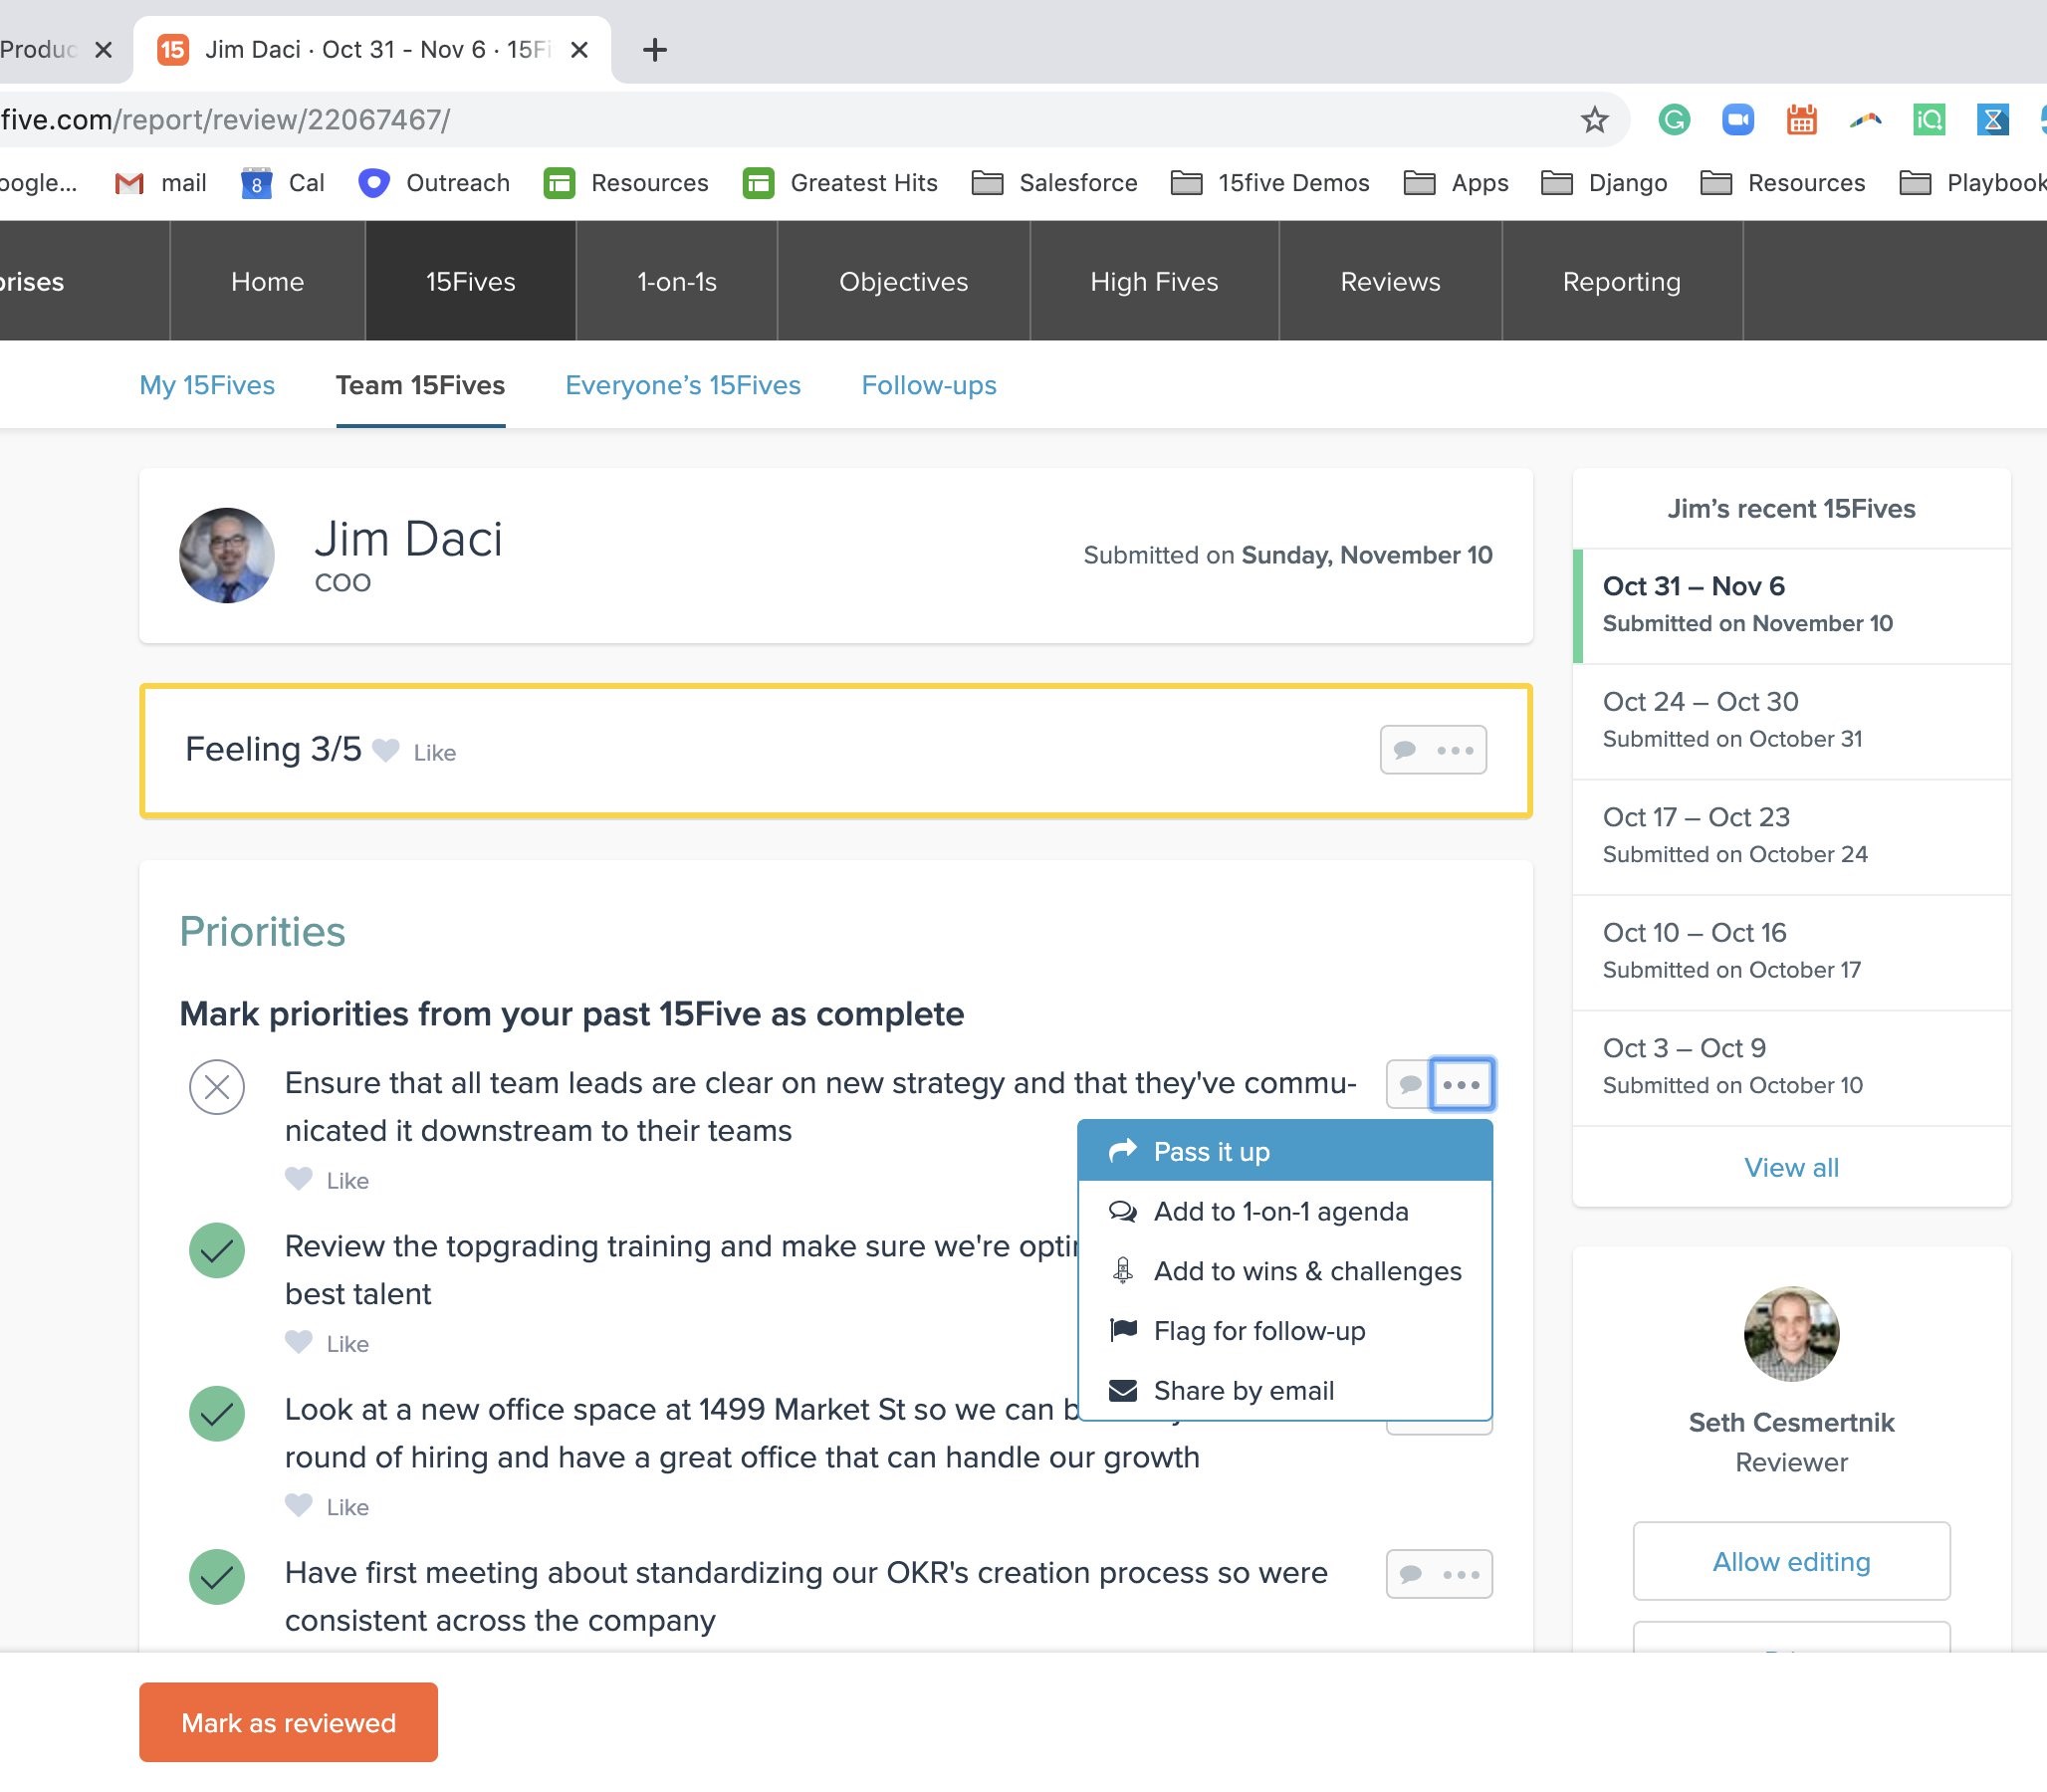 Produc
15 Jim Daci · Oct 31 - Nov 6 · 15Fi
five.com/report/review/22067467/
iQ
oogle...
mail
8 Cal
Outreach
Resources
Greatest Hits
Salesforce
15five Demos
Apps
Django
Resources
Playbook
prises
Home
15Fives
1-on-1s
Objectives
High Fives
Reviews
Reporting
My 15Fives
Team 15Fives
Everyone’s 15Fives
Follow-ups
Jim Daci
COO
Submitted on Sunday, November 10
Feeling 3/5
Like
Priorities
Mark priorities from your past 15Five as complete
Ensure that all team leads are clear on new strategy and that they've commu-
nicated it downstream to their teams
Like
Pass it up
Add to 1-on-1 agenda
Add to wins & challenges
Flag for follow-up
Share by email
Review the topgrading training and make sure we're
best talent
Like
Look at a new office space at 1499 Market St so we can
round of hiring and have a great office that can handle our growth
Like
Have first meeting about standardizing our OKR's creation process so were
consistent across the company
Mark as reviewed
Jim’s recent 15Fives
Oct 31 – Nov 6
Submitted on November 10
Oct 24 – Oct 30
Submitted on October 31
Oct 17 – Oct 23
Submitted on October 24
Oct 10 – Oct 16
Submitted on October 17
Oct 3 – Oct 9
Submitted on October 10
View all
Seth Cesmertnik
Reviewer
Allow editing